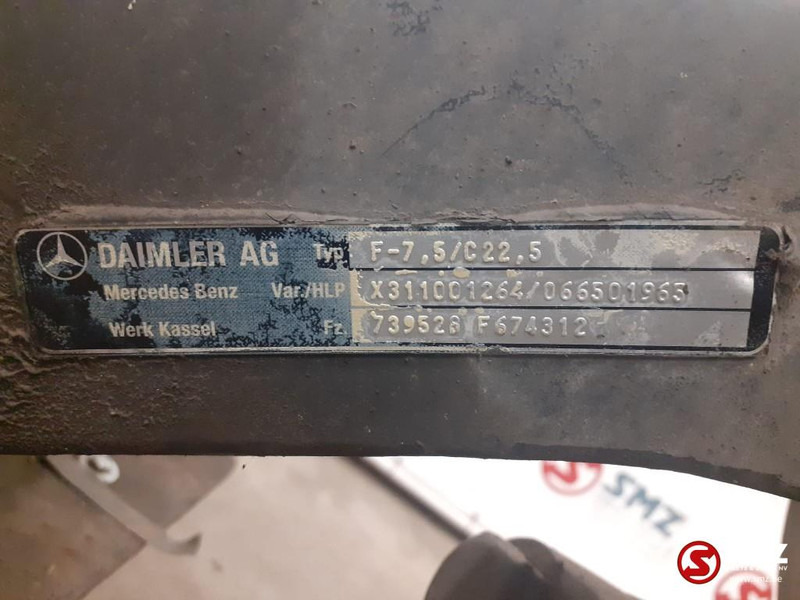 DAIMLER AG Typ F-7,5/C22,5
Mercedes Benz Var./HLP X311001264/066501963
Werk Kassel Fz. 739528 F674312
SMZ
S